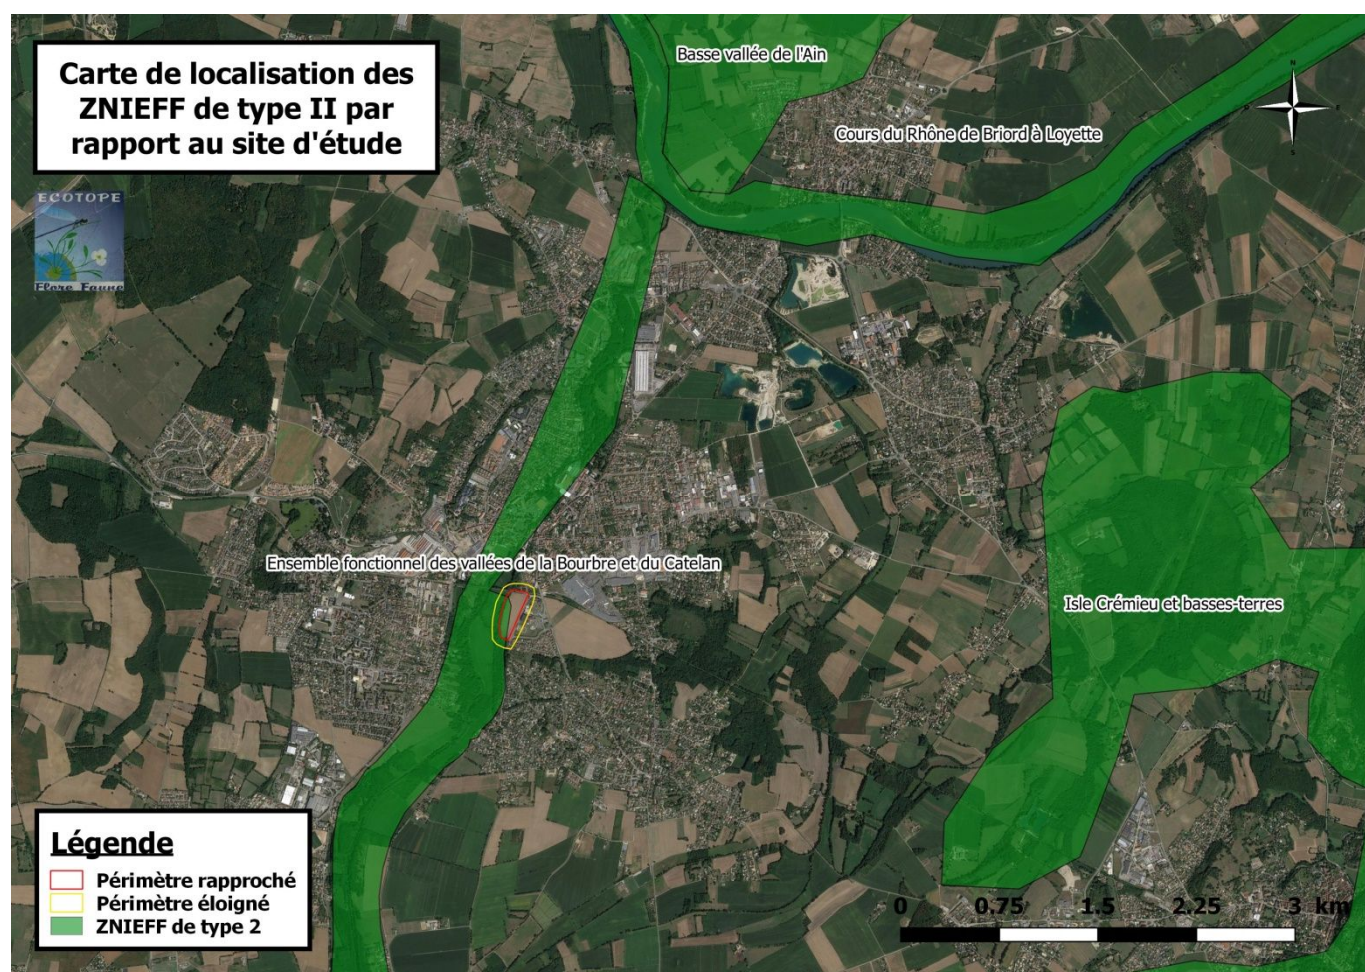 Carte de localisation des
ZNIEFF de type II par
rapport au site d'étude
ECOTOPE
Flore Faune
Basse vallée de l'Ain
Cours du Rhône de Briord à Loyette
N
O
E
S
Ensemble fonctionnel des vallées de la Bourbre et du Catelan
Isle Crémieu et basses-terres
Légende
Périmètre rapproché
Périmètre éloigné
ZNIEFF de type 2
0 0.75 1.5 2.25 3 km